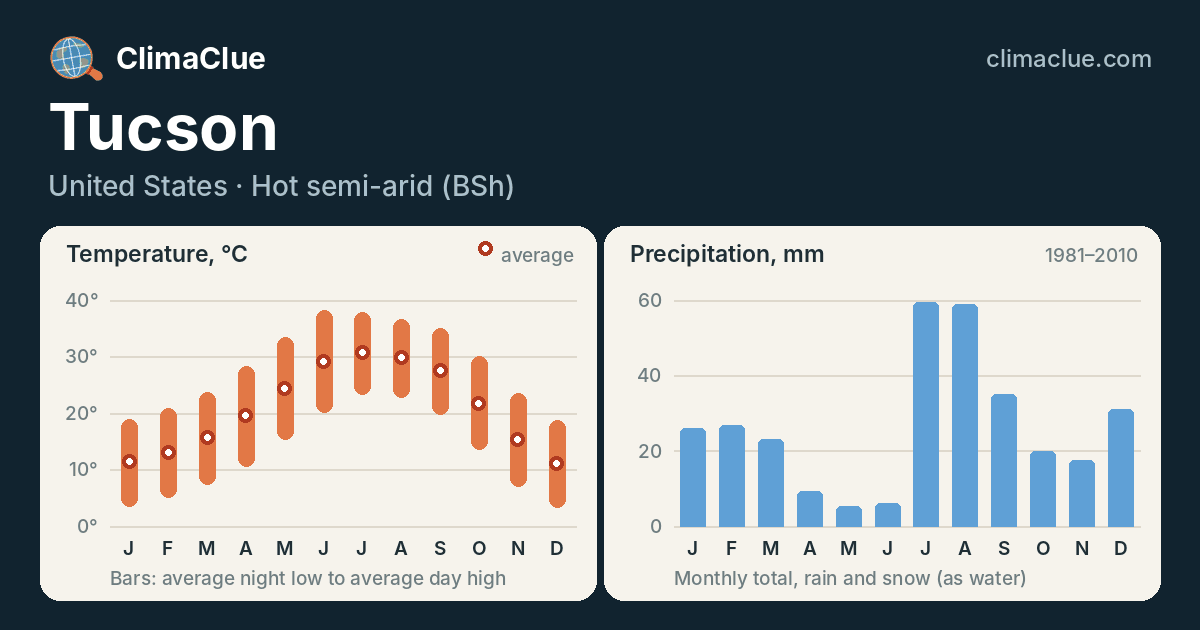 ClimaClue
climaclue.com
Tucson
United States · Hot semi-arid (BSh)
Temperature, °C
average
40°
30°
20°
10°
0°
J F M A M J J A S O N D
Bars: average night low to average day high
Precipitation, mm
1981–2010
60
40
20
0
J F M A M J J A S O N D
Monthly total, rain and snow (as water)